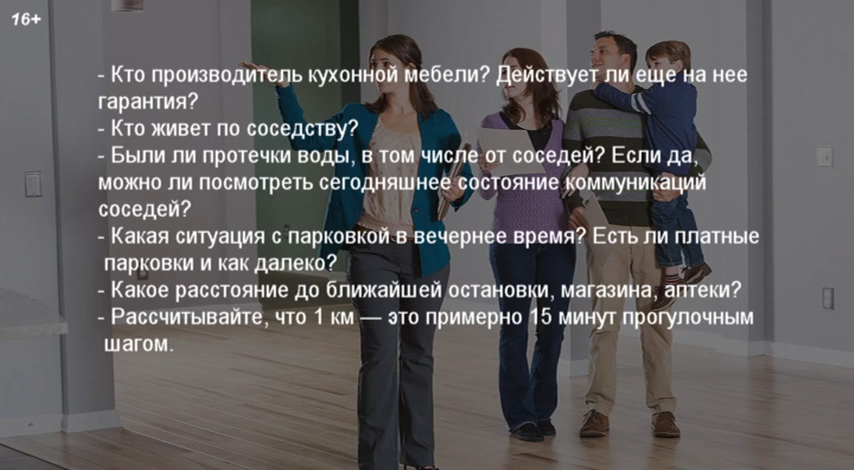 16+
- Кто производитель кухонной мебели? Действует ли еще на нее
гарантия?
- Кто живет по соседству?
- Были ли протечки воды, в том числе от соседей? Если да,
можно ли посмотреть сегодняшнее состояние коммуникаций
соседей?
- Какая ситуация с парковкой в вечернее время? Есть ли платные
парковки и как далеко?
- Какое расстояние до ближайшей остановки, магазина, аптеки?
- Рассчитывайте, что 1 км — это примерно 15 минут прогулочным
шагом.